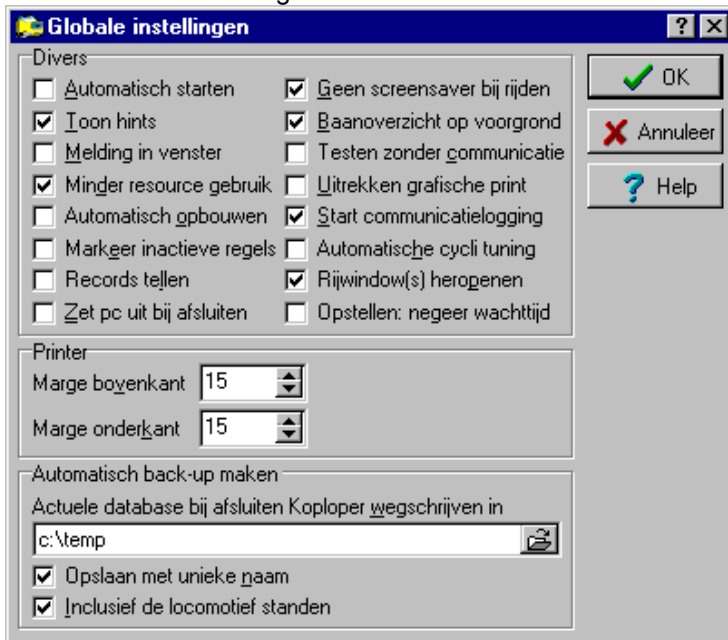 Globale instellingen
Divers
Automatisch starten
Toon hints
Melding in venster
Minder resource gebruik
Automatisch opbouwen
Markeer inactieve regels
Records tellen
Zet pc uit bij afsluiten
Geen screensaver bij rijden
Baanoverzicht op voorgrond
Testen zonder communicatie
Uitrekken grafische print
Start communicatielogging
Automatische cycli tuning
Rijwindow(s) heropenen
Opstellen: negeer wachttijd
OK
Annuleer
? Help
Printer
Marge bovenkant 15
Marge onderkant 15
Automatisch back-up maken
Actuele database bij afsluiten Koploper wegschrijven in
c:\temp
Opslaan met unieke naam
Inclusief de locomotief standen